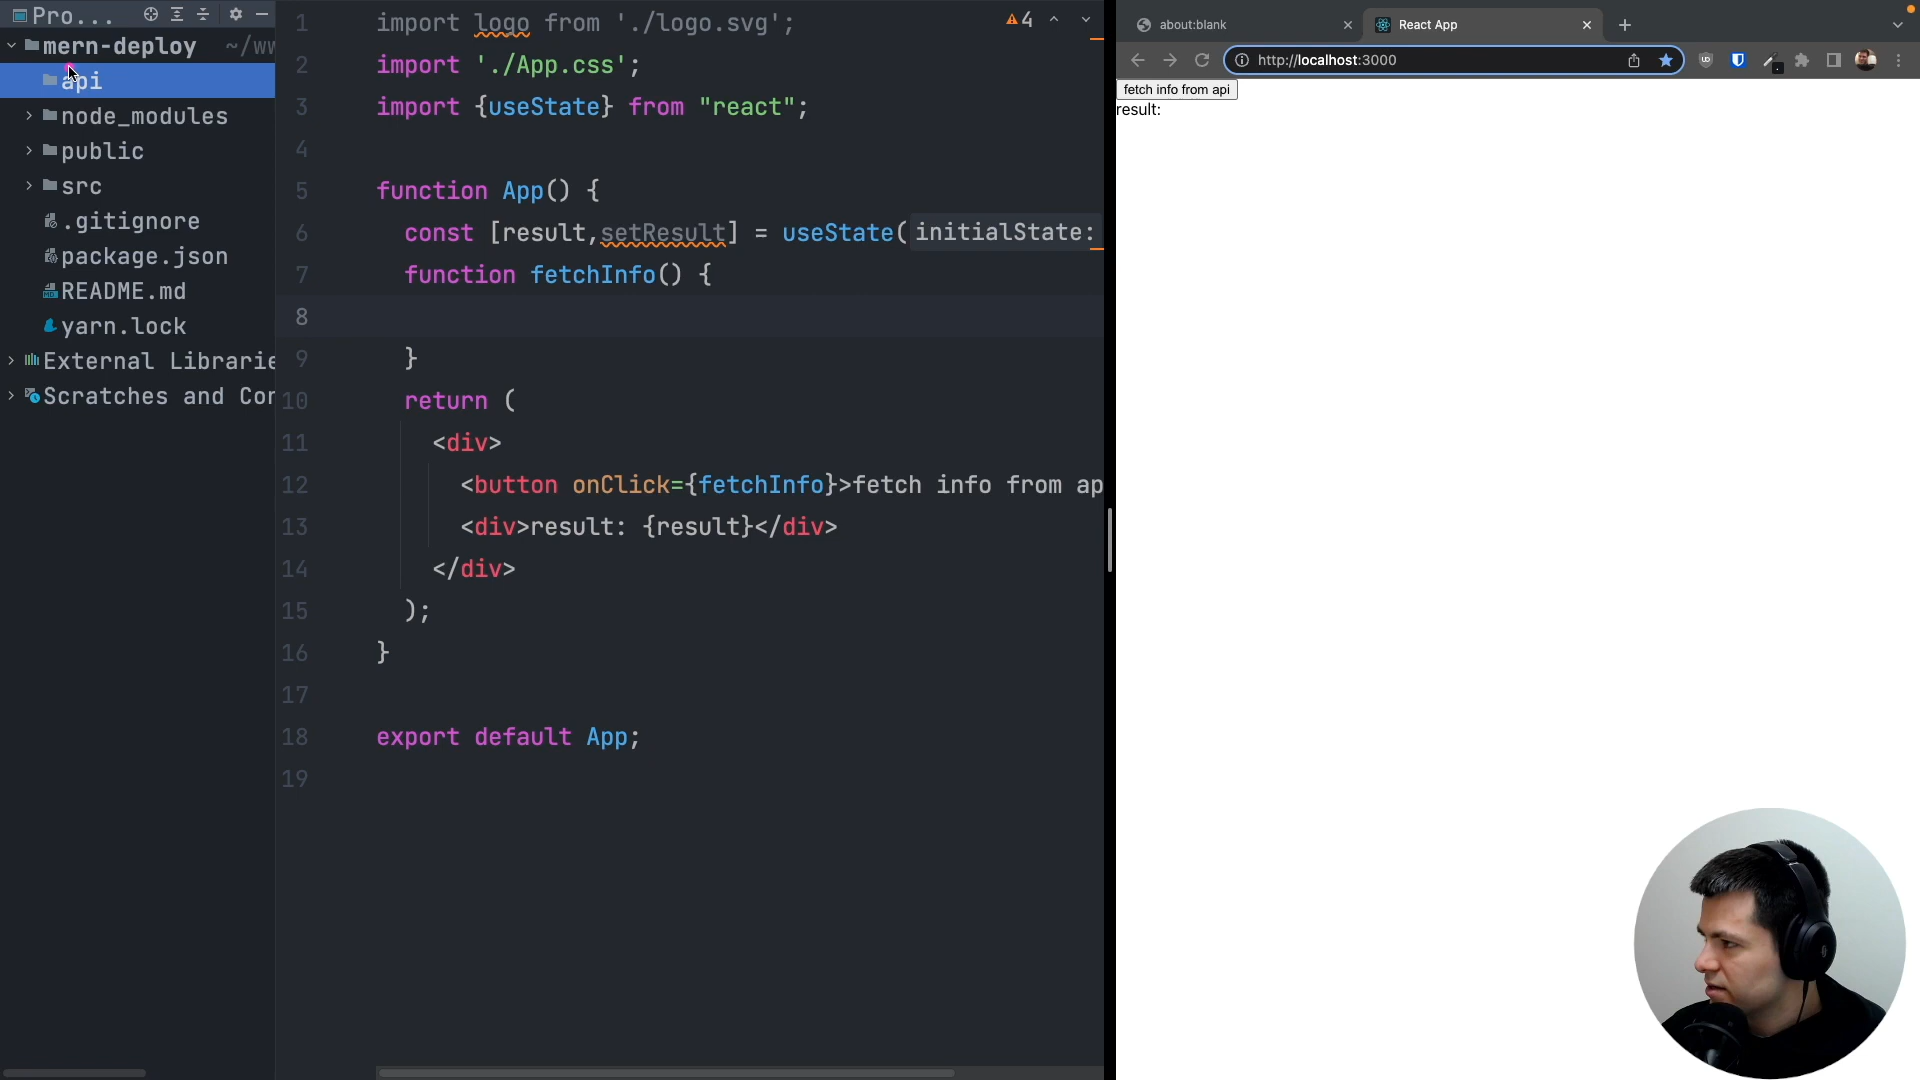 Pro...
mern-deploy ~/ww
api
node_modules
public
src
.gitignore
package.json
README.md
yarn.lock
External Librarie
Scratches and Con
1 import logo from './logo.svg';
2 import './App.css';
3 import {useState} from "react";
4
5 function App() {
6 const [result,setResult] = useState( initialState:
7 function fetchInfo() {
8
9 }
10 return (
11 <div>
12 <button onClick={fetchInfo}>fetch info from ap
13 <div>result: {result}</div>
14 </div>
15 );
16 }
17
18 export default App;
19
4
about:blank
React App
http://localhost:3000
fetch info from api
result: